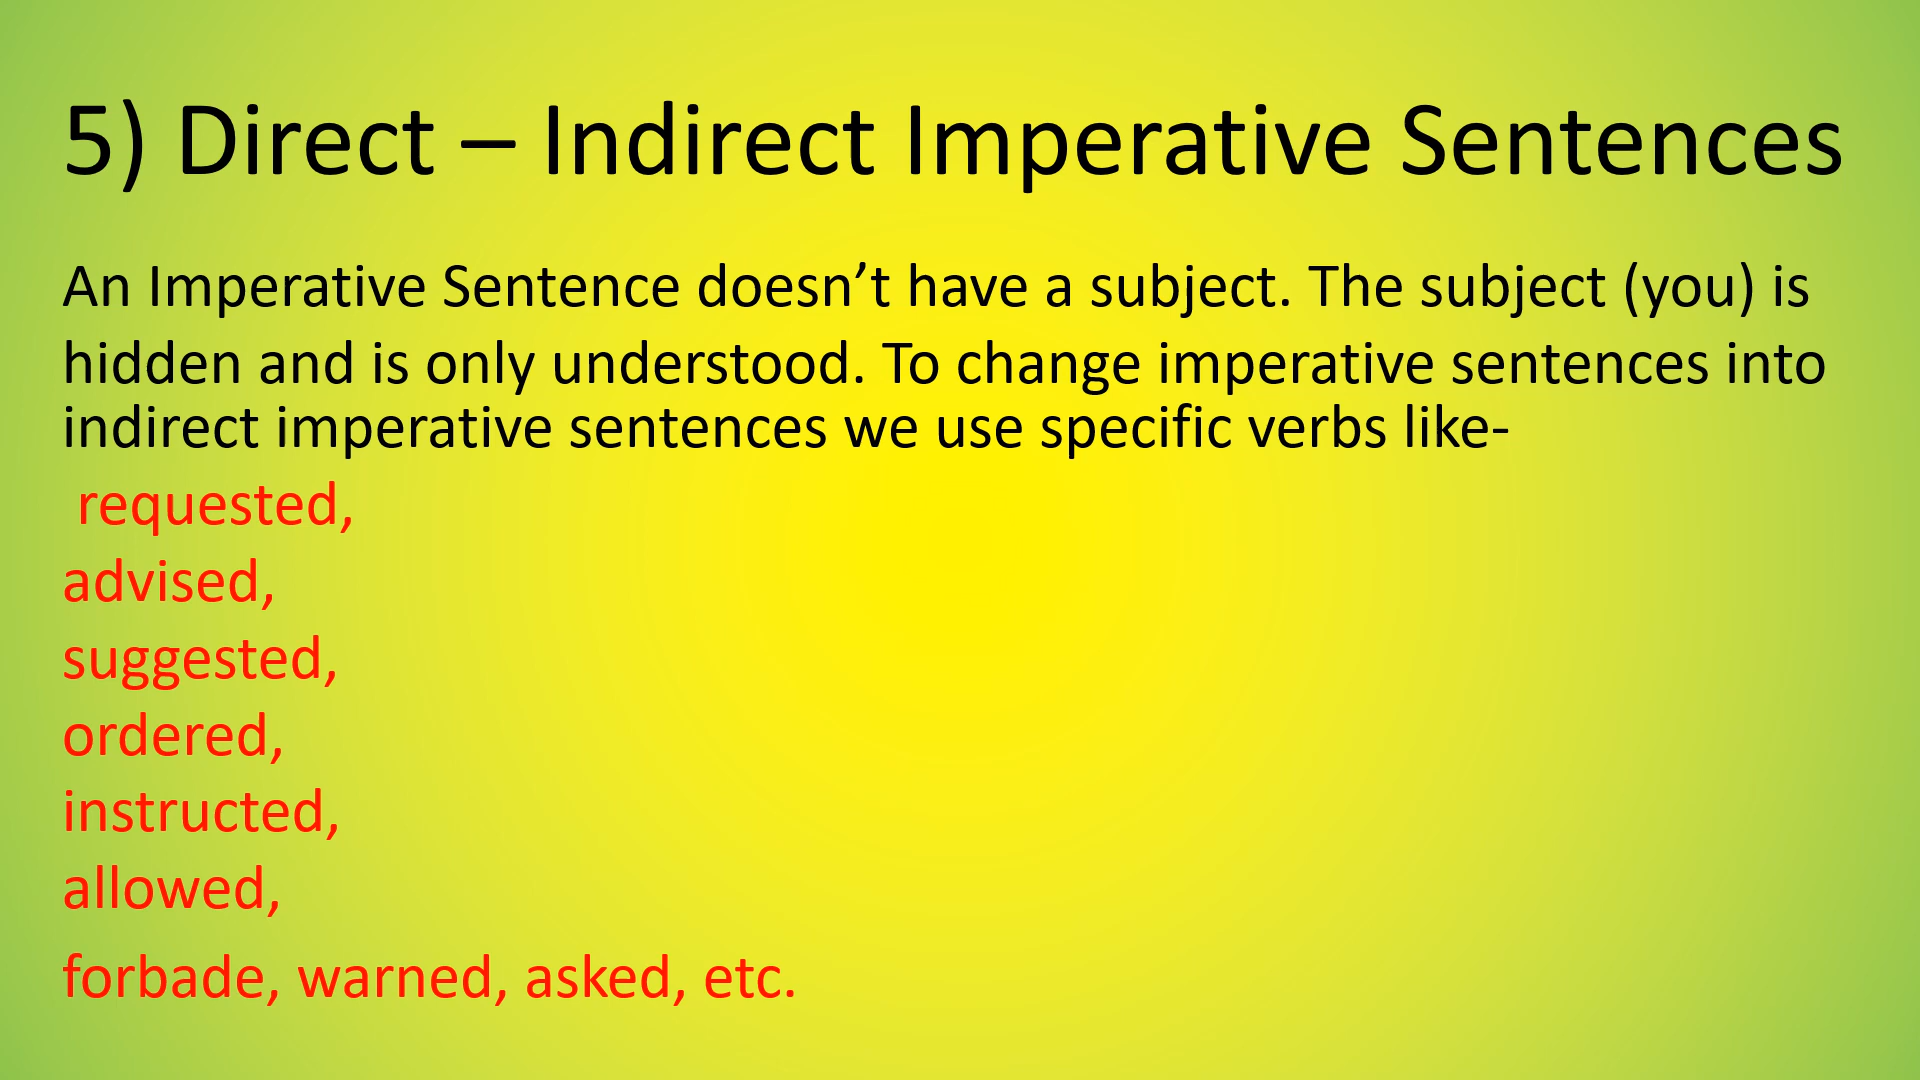 5) Direct – Indirect Imperative Sentences
An Imperative Sentence doesn’t have a subject. The subject (you) is
hidden and is only understood. To change imperative sentences into
indirect imperative sentences we use specific verbs like-
requested,
advised,
suggested,
ordered,
instructed,
allowed,
forbade, warned, asked, etc.